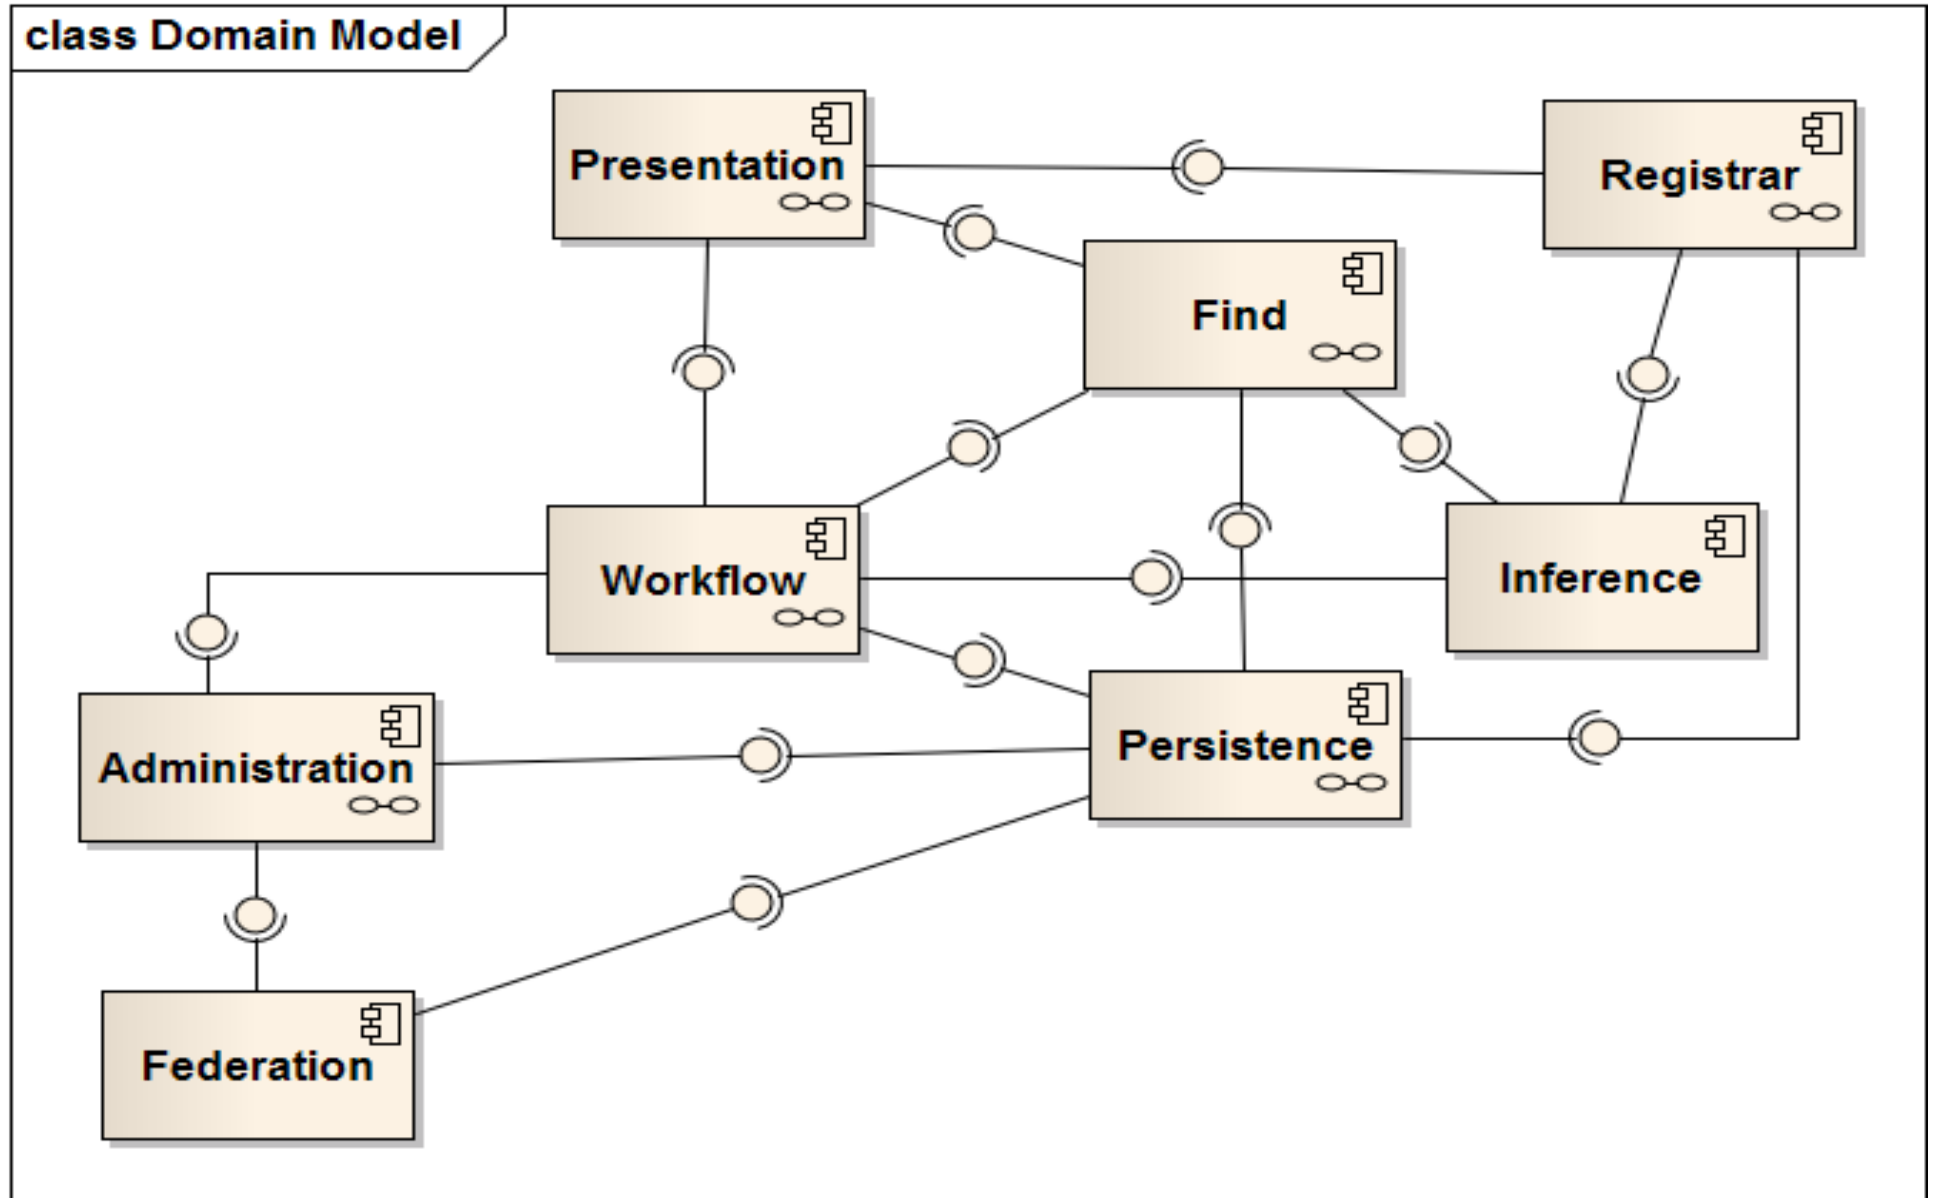 class Domain Model
Presentation
Registrar
Find
Workflow
Inference
Administration
Persistence
Federation